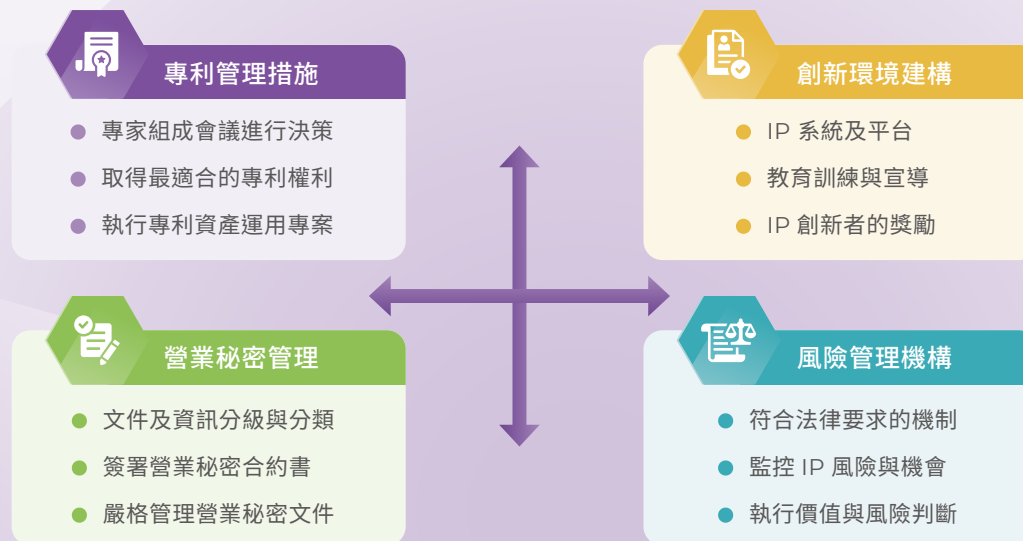 專利管理措施
專家組成會議進行決策
取得最適合的專利權利
執行專利資產運用專案
創新環境建構
IP 系統及平台
教育訓練與宣導
IP 創新者的獎勵
營業秘密管理
文件及資訊分級與分類
簽署營業秘密合約書
嚴格管理營業秘密文件
風險管理機構
符合法律要求的機制
監控 IP 風險與機會
執行價值與風險判斷